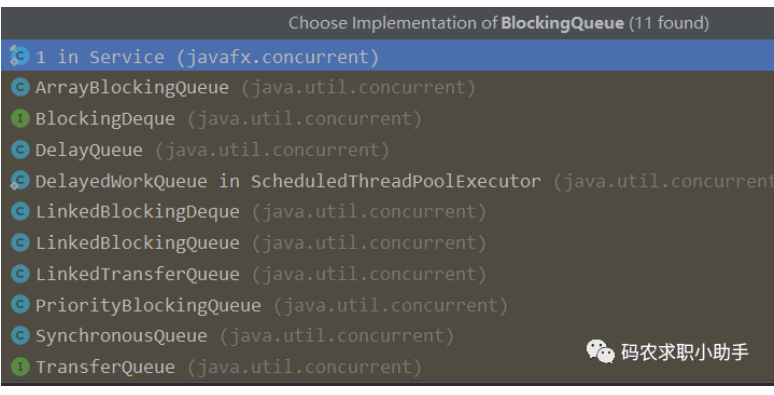 Choose Implementation of BlockingQueue (11 found)
1 in Service (javafx.concurrent)
ArrayBlockingQueue (java.util.concurrent)
BlockingDeque (java.util.concurrent)
DelayQueue (java.util.concurrent)
DelayedWorkQueue in ScheduledThreadPoolExecutor (java.util.concurrent
LinkedBlockingDeque (java.util.concurrent)
LinkedBlockingQueue (java.util.concurrent)
LinkedTransferQueue (java.util.concurrent)
PriorityBlockingQueue (java.util.concurrent)
SynchronousQueue (java.util.concurrent)
TransferQueue (java.util.concurrent)
码农求职小助手